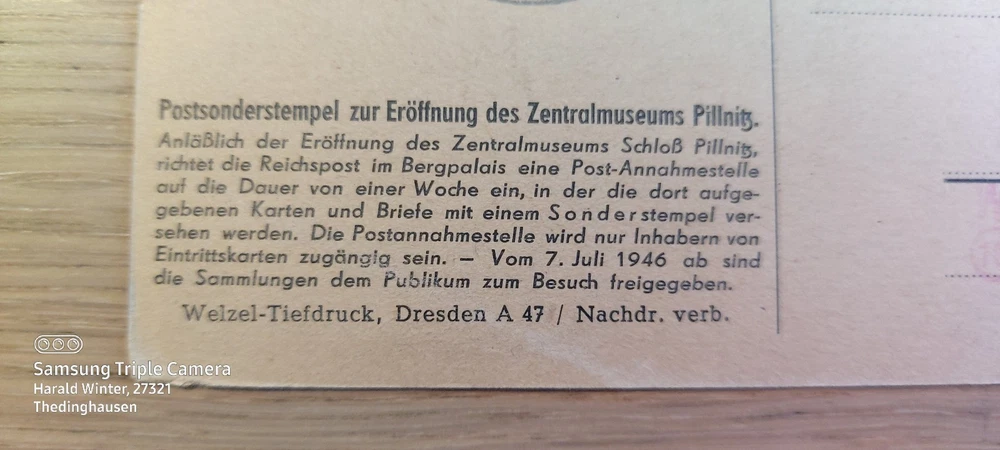 Postsonderstempel zur Eröffnung des Zentralmuseums Pillnitz.
Anläßlich der Eröffnung des Zentralmuseums Schloß Pillnitz,
richtet die Reichspost im Bergpalais eine Post-Annahmestelle
auf die Dauer von einer Woche ein, in der die dort aufge-
gebenen Karten und Briefe mit einem Sonderstempel ver-
sehen werden. Die Postannahmestelle wird nur Inhabern von
Eintrittskarten zugängig sein. – Vom 7. Juli 1946 ab sind
die Sammlungen dem Publikum zum Besuch freigegeben.
Welzel-Tiefdruck, Dresden A 47 / Nachdr. verb.
Samsung Triple Camera
Harald Winter, 27321
Thedinghausen